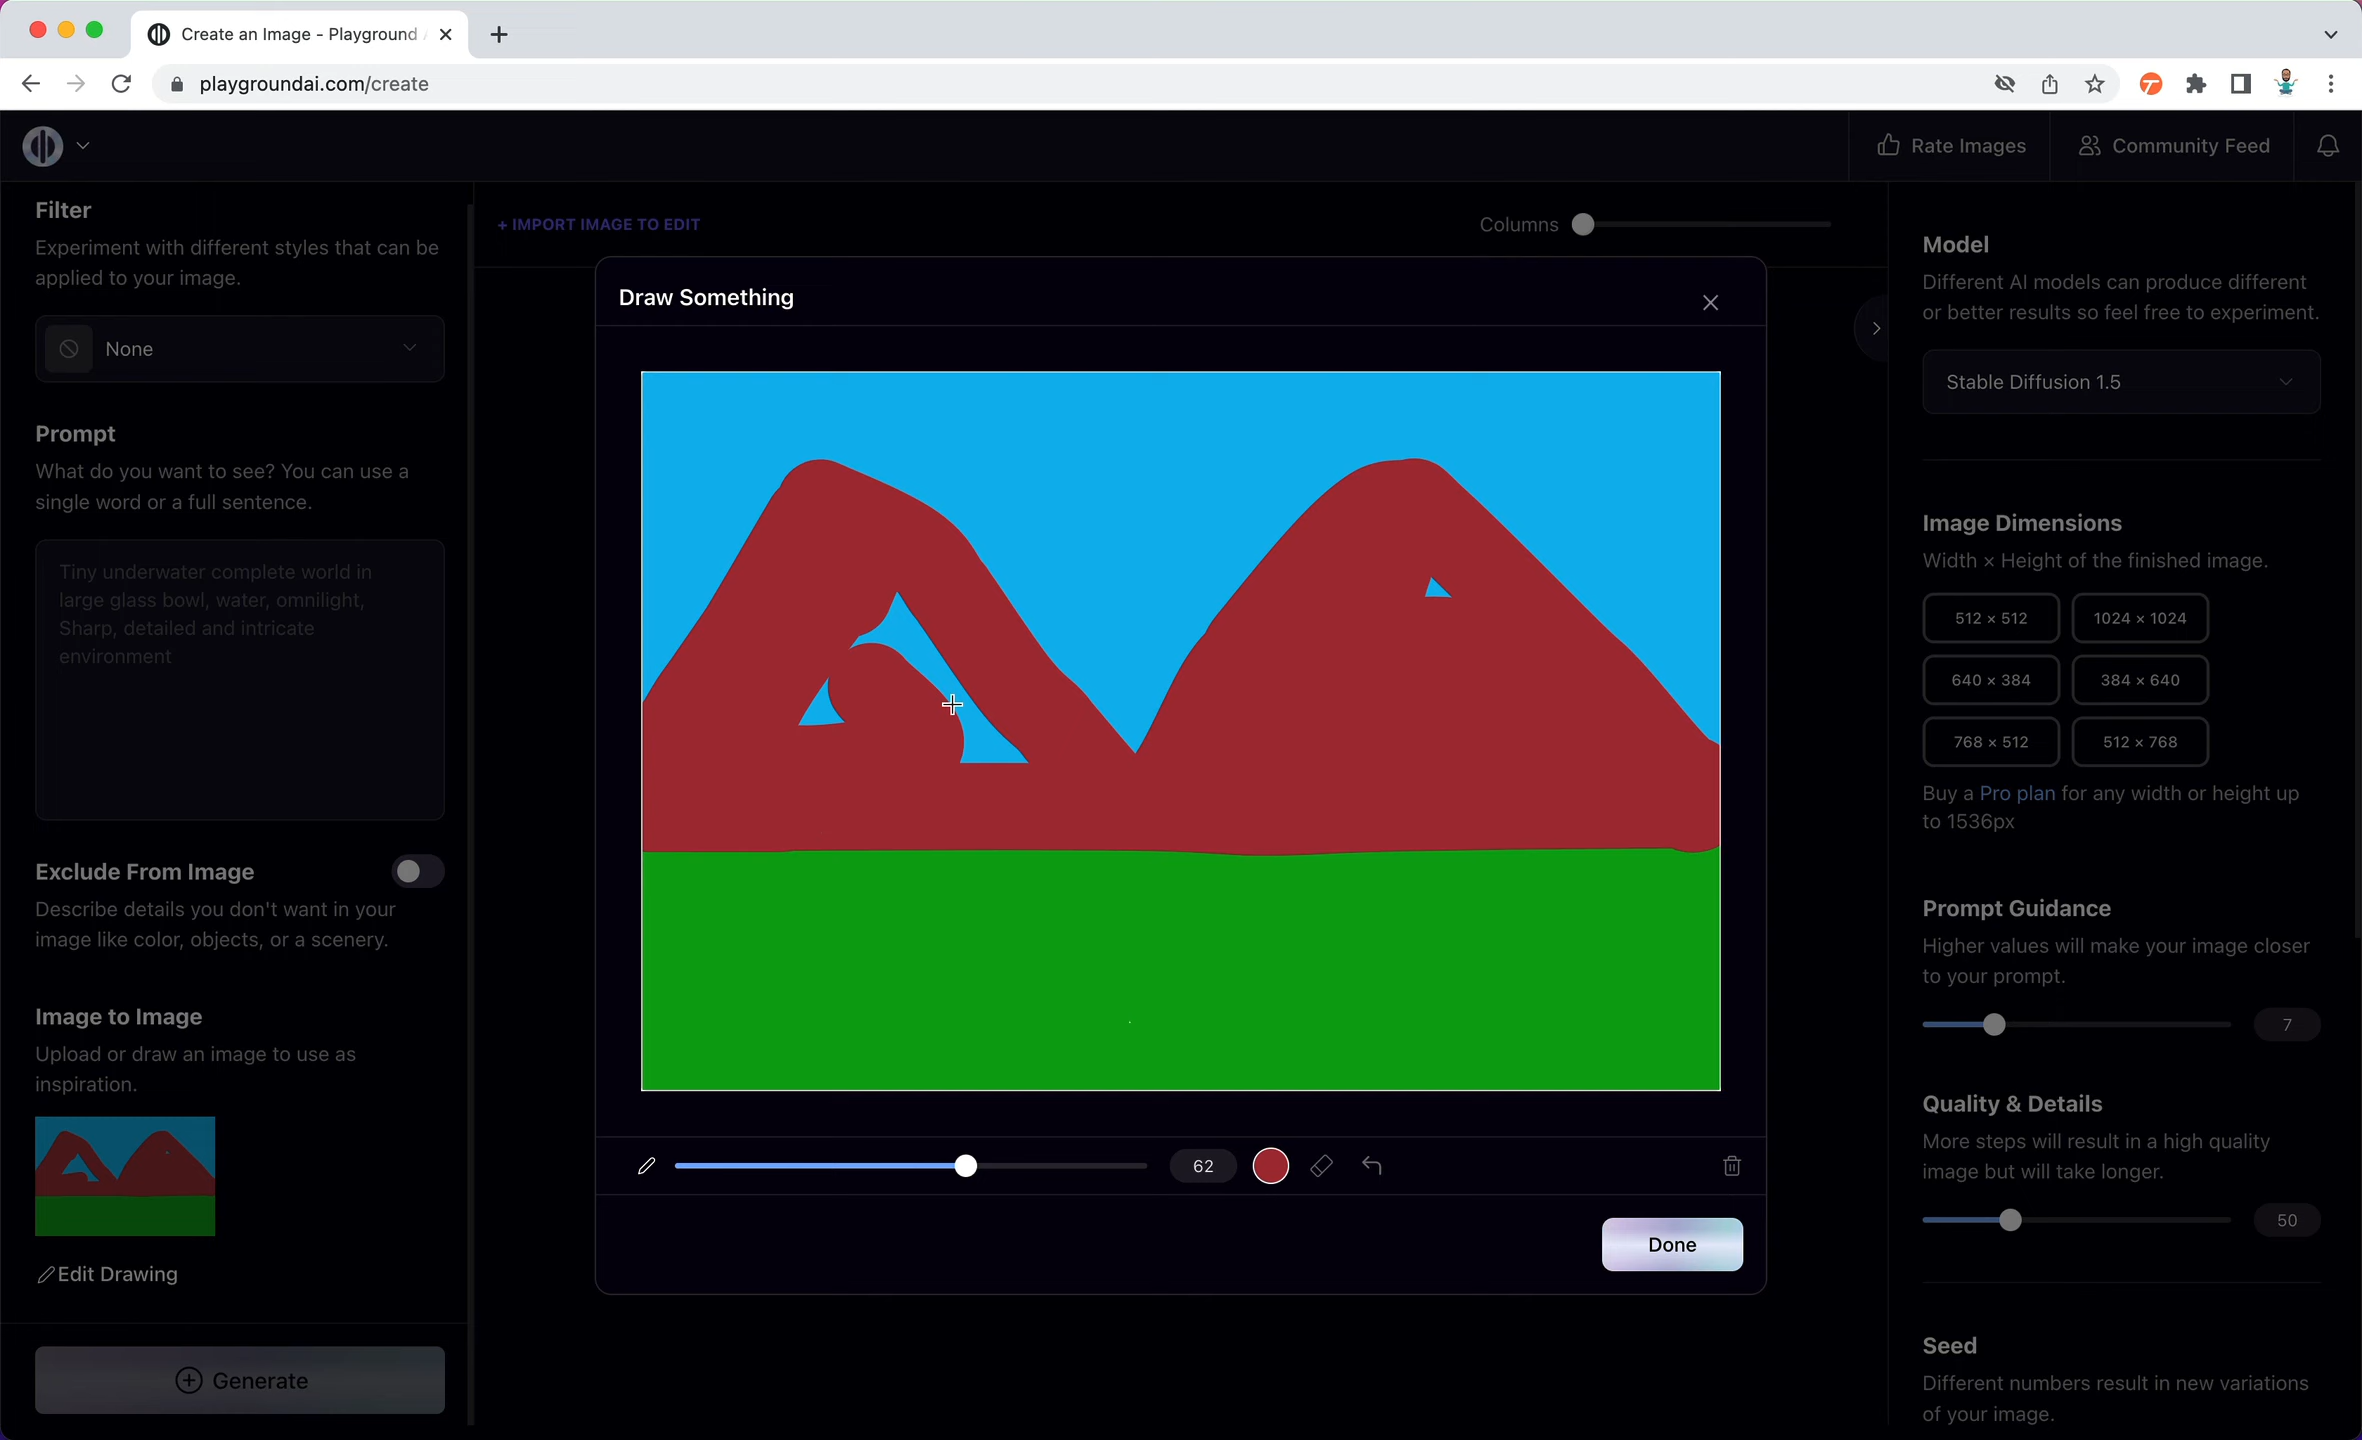 Create an Image - Playground
playgroundai.com/create
Rate Images
Community Feed
Filter
Experiment with different styles that can be
applied to your image.
None
Prompt
What do you want to see? You can use a
single word or a full sentence.
Tiny underwater complete world in
large glass bowl, water, omnilight,
Sharp, detailed and intricate
environment
Exclude From Image
Describe details you don't want in your
image like color, objects, or a scenery.
Image to Image
Upload or draw an image to use as
inspiration.
Edit Drawing
Generate
+ IMPORT IMAGE TO EDIT
Columns
Draw Something
62
Done
Model
Different AI models can produce different
or better results so feel free to experiment.
Stable Diffusion 1.5
Image Dimensions
Width × Height of the finished image.
512 × 512
1024 × 1024
640 × 384
384 × 640
768 × 512
512 × 768
Buy a Pro plan for any width or height up
to 1536px
Prompt Guidance
Higher values will make your image closer
to your prompt.
7
Quality & Details
More steps will result in a high quality
image but will take longer.
50
Seed
Different numbers result in new variations
of your image.